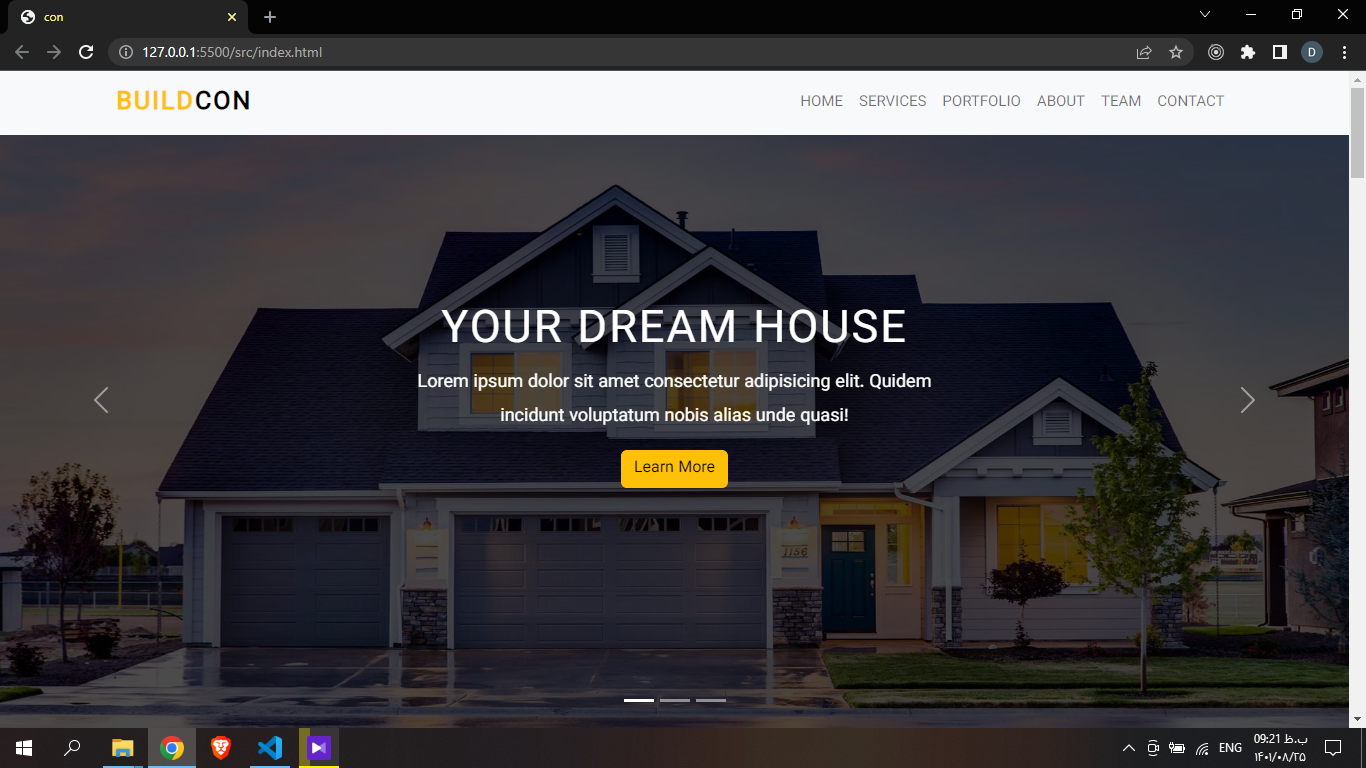 con
127.0.0.1:5500/src/index.html
D
BUILDCON
HOME SERVICES PORTFOLIO ABOUT TEAM CONTACT
YOUR DREAM HOUSE
Lorem ipsum dolor sit amet consectetur adipisicing elit. Quidem
incidunt voluptatum nobis alias unde quasi!
Learn More
1156
ENG
09:21 ب.ظ
۱۴۰۱/۰۸/۲۵